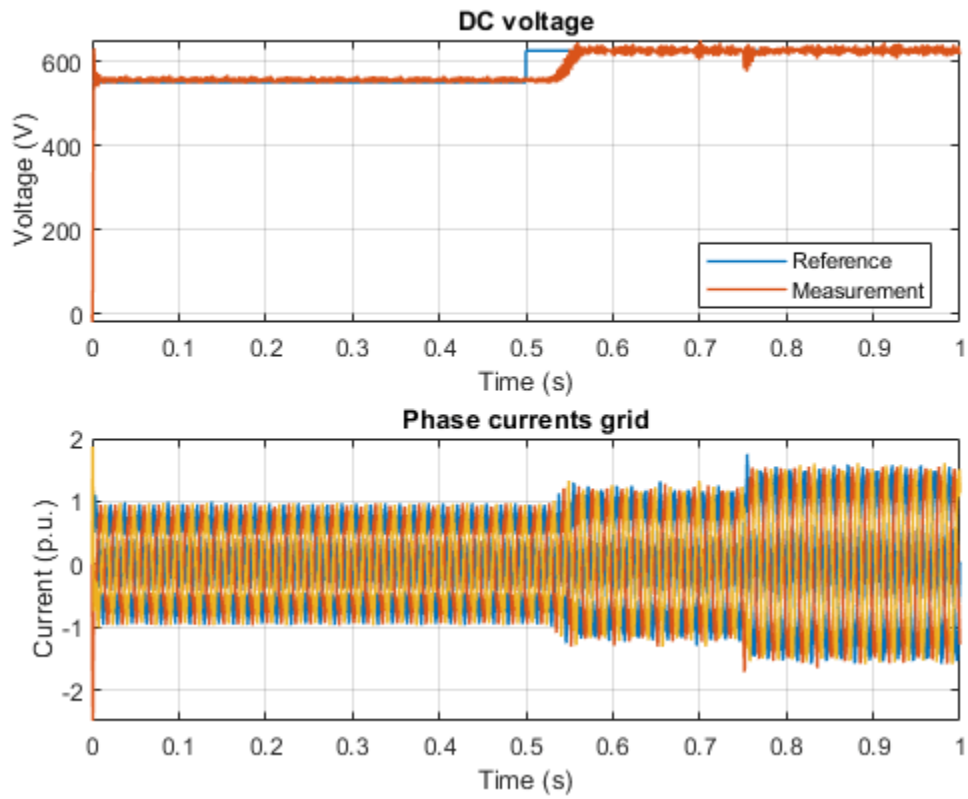 DC voltage
600
400
200
0
Voltage (V)
Reference
Measurement
0 0.1 0.2 0.3 0.4 0.5 0.6 0.7 0.8 0.9 1
Time (s)
Phase currents grid
2
1
0
-1
-2
Current (p.u.)
0 0.1 0.2 0.3 0.4 0.5 0.6 0.7 0.8 0.9 1
Time (s)